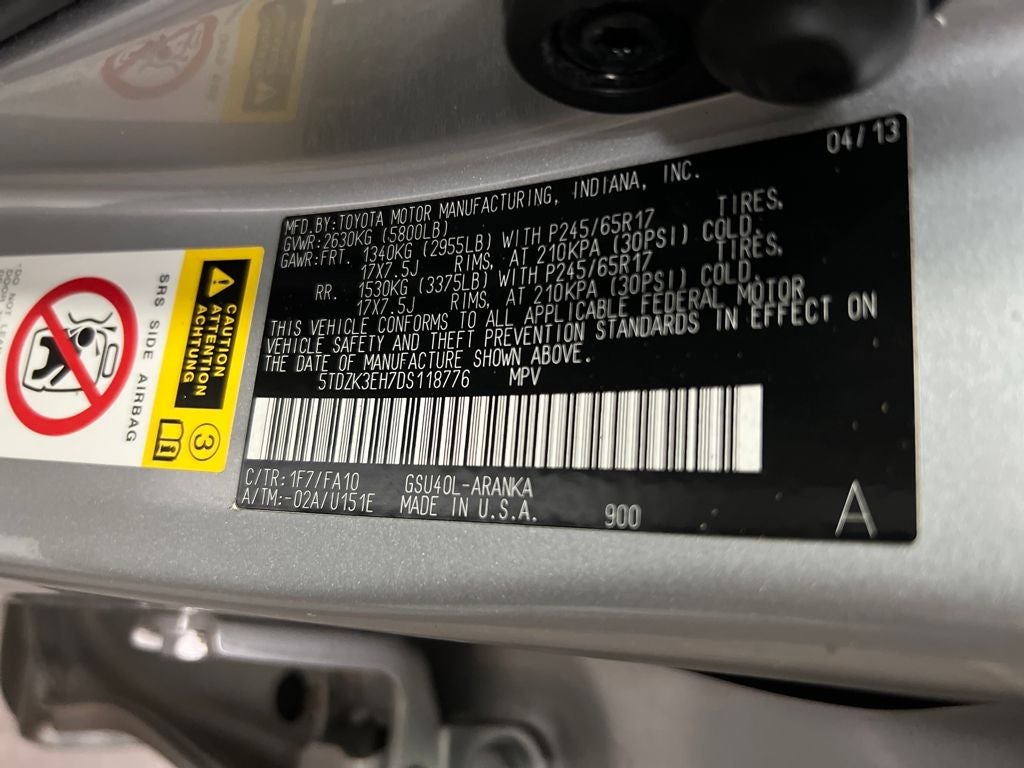 04/13
MFD.BY:TOYOTA MOTOR MANUFACTURING, INDIANA, INC.
GVWR:2630KG (5800LB)
GAWR:FRT. 1340KG (2955LB) WITH P245/65R17 TIRES,
17X7.5J RIMS, AT 210KPA (30PSI) COLD.
RR. 1530KG (3375LB) WITH P245/65R17 TIRES,
17X7.5J RIMS, AT 210KPA (30PSI) COLD.
THIS VEHICLE CONFORMS TO ALL APPLICABLE FEDERAL MOTOR
VEHICLE SAFETY AND THEFT PREVENTION STANDARDS IN EFFECT ON
THE DATE OF MANUFACTURE SHOWN ABOVE.
5TDZK3EH7DS118776 MPV
C/TR:1F7/FA10 GSU40L-ARANKA
A/TM:-02A/U151E MADE IN U.S.A. 900 A
CAUTION
ATTENTION
ACHTUNG
3
SRS SIDE AIRBAG